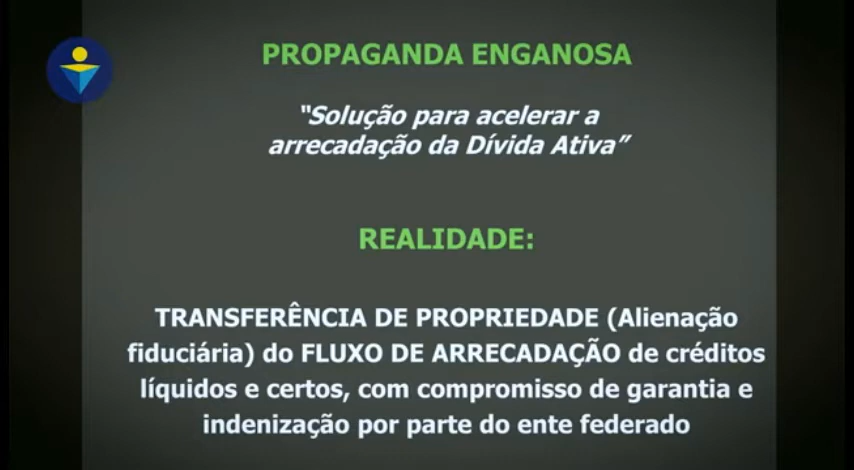 PROPAGANDA ENGANOSA
“Solução para acelerar a
arrecadação da Dívida Ativa”
REALIDADE:
TRANSFERÊNCIA DE PROPRIEDADE (Alienação
fiduciária) do FLUXO DE ARRECADAÇÃO de créditos
líquidos e certos, com compromisso de garantia e
indenização por parte do ente federado